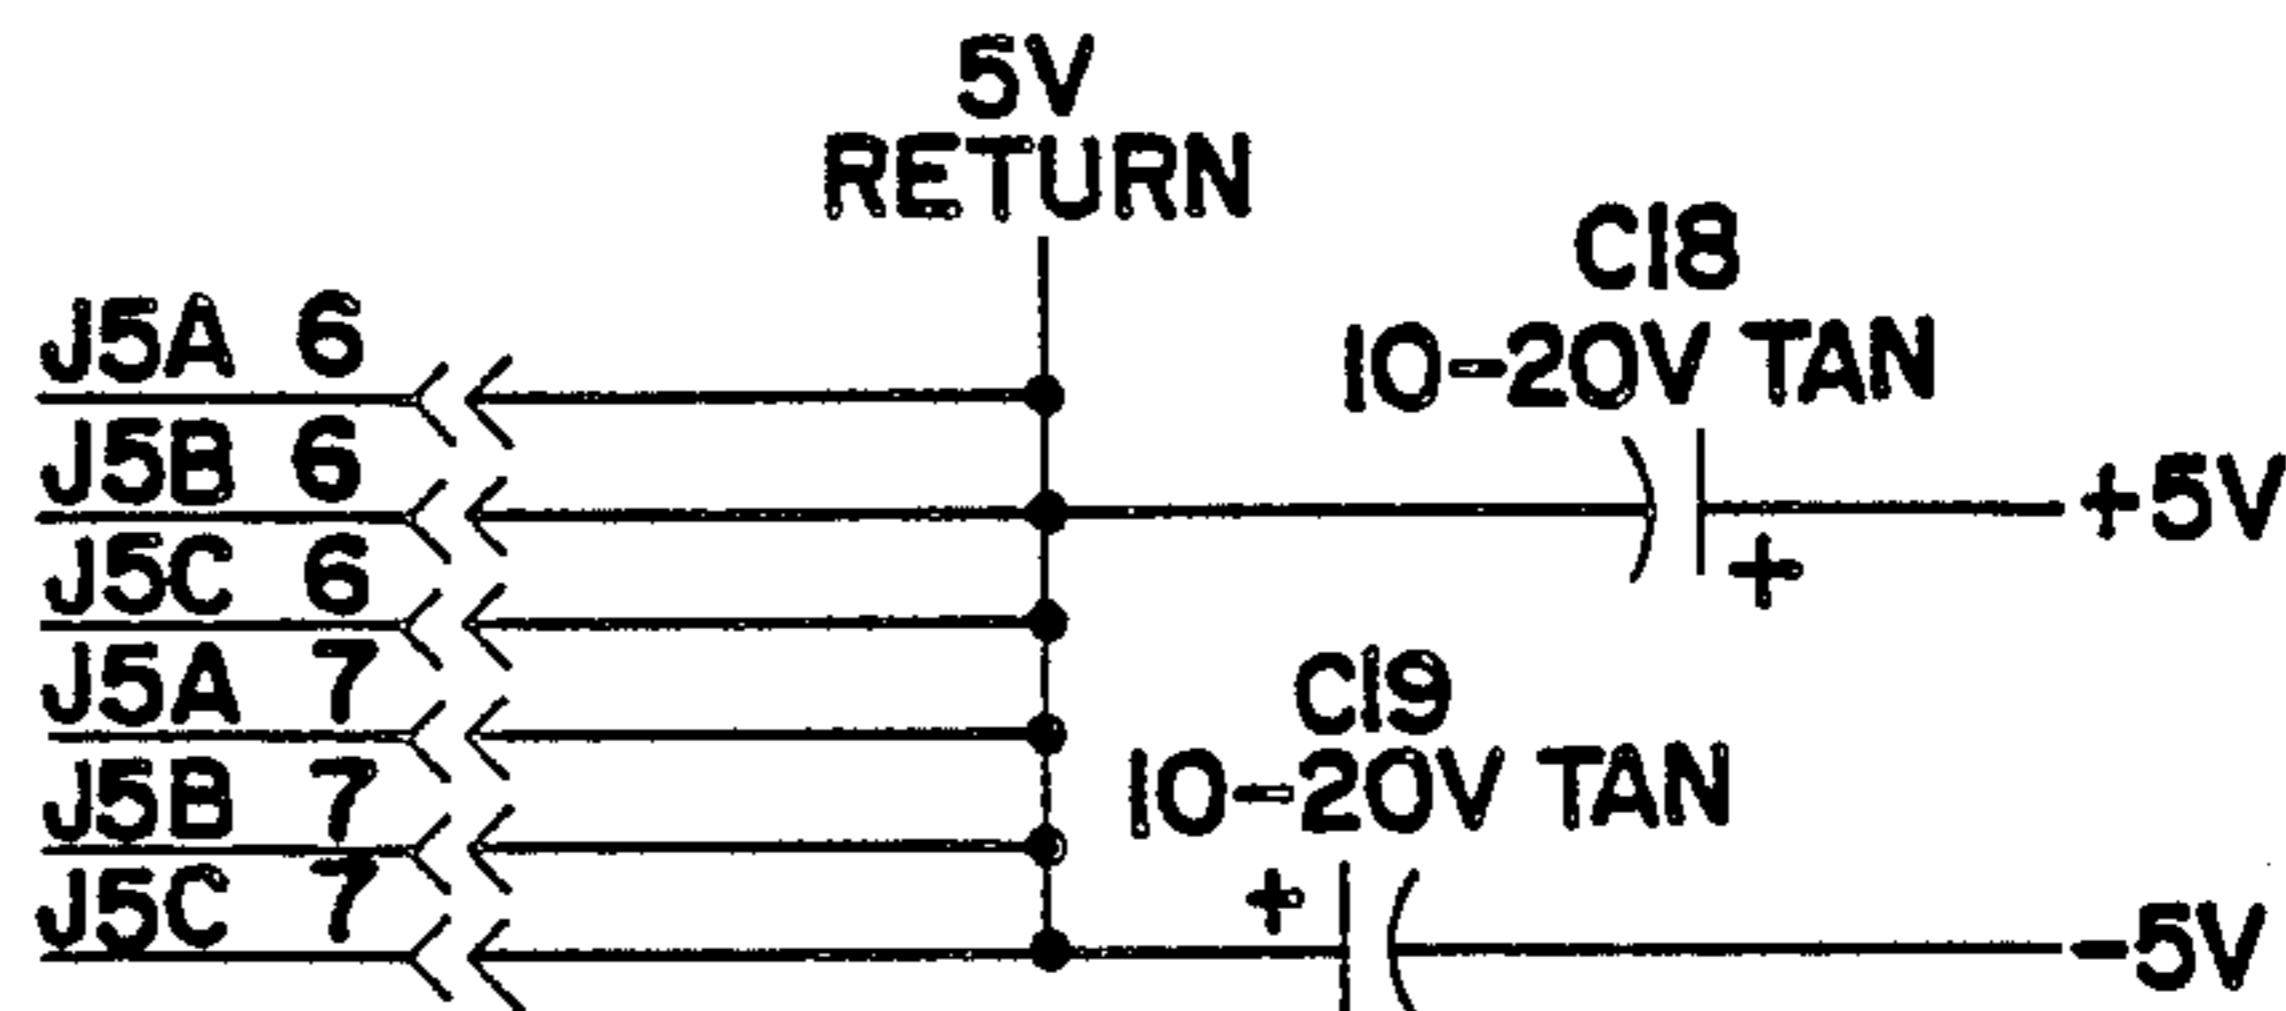 5V
RETURN
C18
10-20V TAN
J5A 6
J5B 6
+5V
+
J5C 6
J5A 7
C19
10-20V TAN
J5B 7
J5C 7
+
-5V